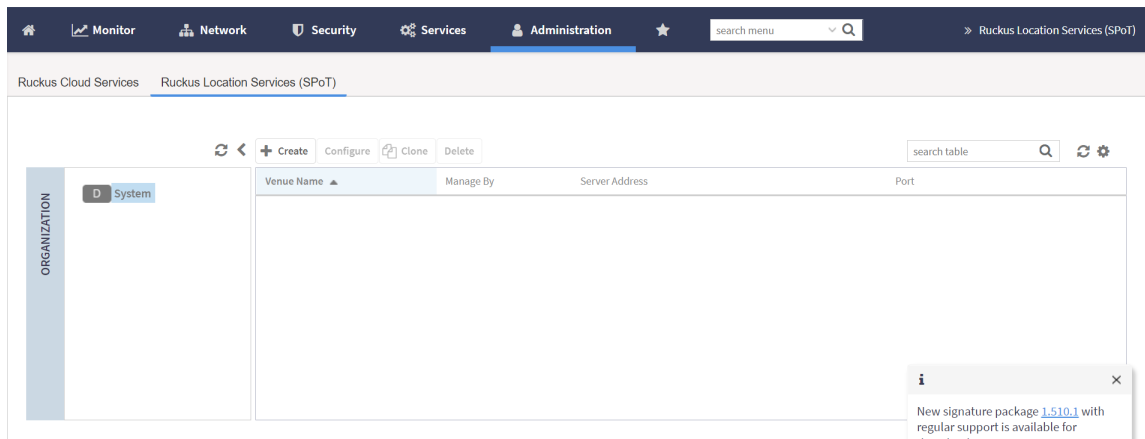 Monitor Network Security Services Administration search menu » Ruckus Location Services (SPoT)
Ruckus Cloud Services Ruckus Location Services (SPoT)
Create Configure Clone Delete search table
Venue Name Manage By Server Address Port
ORGANIZATION
D System
i
New signature package 1.510.1 with
regular support is available for